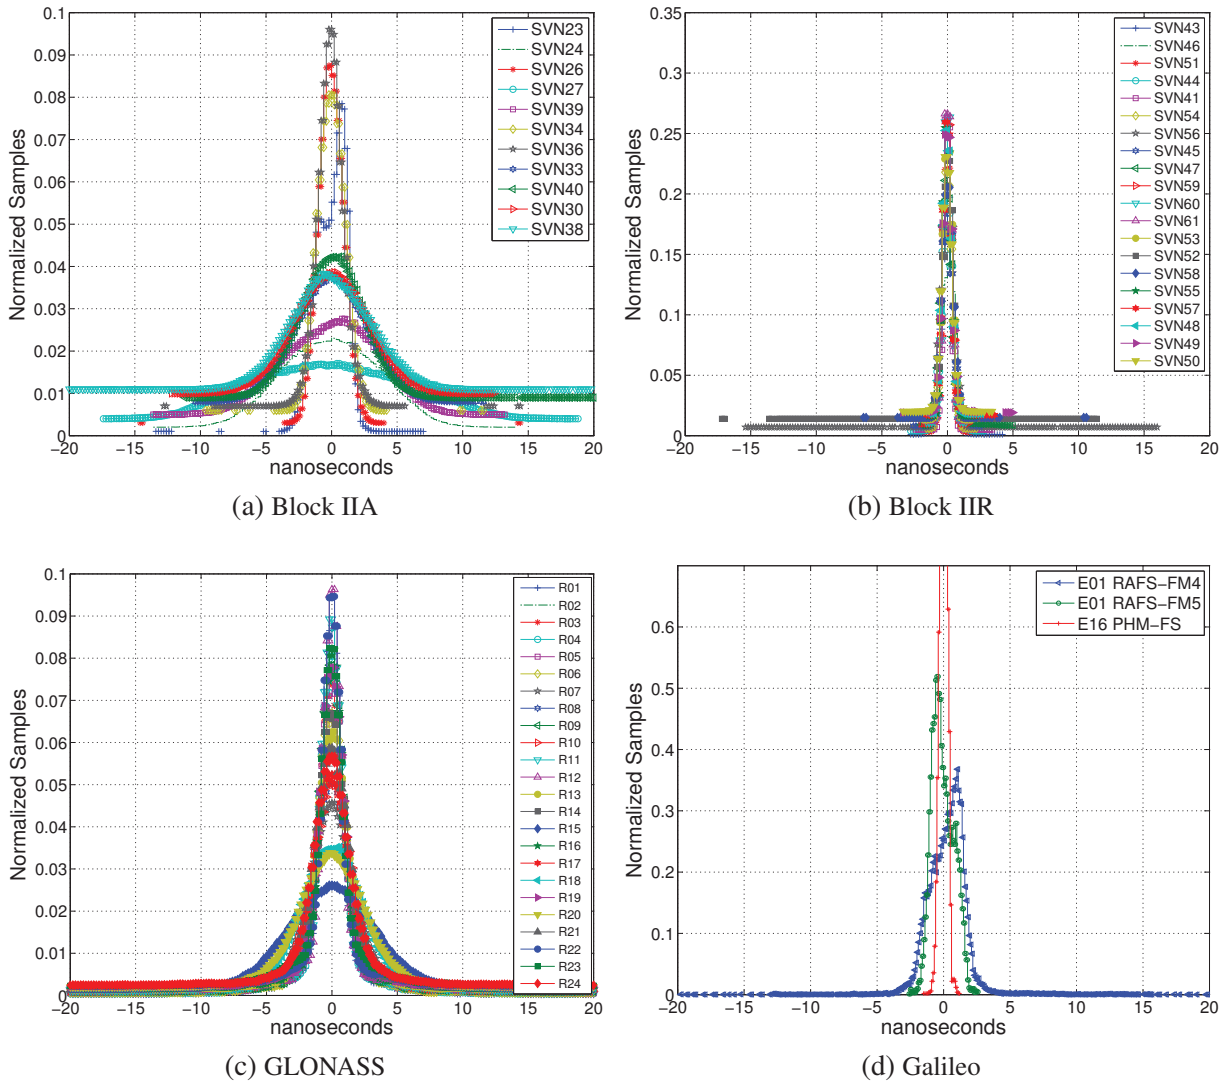 Normalized Samples
0.1
0.09
0.08
0.07
0.06
0.05
0.04
0.03
0.02
0.01
0
−20 −15 −10 −5 0 5 10 15 20
nanoseconds
SVN23
SVN24
SVN26
SVN27
SVN39
SVN34
SVN36
SVN33
SVN40
SVN30
SVN38
(a) Block IIA
Normalized Samples
0.35
0.3
0.25
0.2
0.15
0.1
0.05
0
−20 −15 −10 −5 0 5 10 15 20
nanoseconds
SVN43
SVN46
SVN51
SVN44
SVN41
SVN54
SVN56
SVN45
SVN47
SVN59
SVN60
SVN61
SVN53
SVN52
SVN58
SVN55
SVN57
SVN48
SVN49
SVN50
(b) Block IIR
Normalized Samples
0.1
0.09
0.08
0.07
0.06
0.05
0.04
0.03
0.02
0.01
0
−20 −15 −10 −5 0 5 10 15 20
nanoseconds
R01
R02
R03
R04
R05
R06
R07
R08
R09
R10
R11
R12
R13
R14
R15
R16
R17
R18
R19
R20
R21
R22
R23
R24
(c) GLONASS
Normalized Samples
0.6
0.5
0.4
0.3
0.2
0.1
0
−20 −15 −10 −5 0 5 10 15 20
nanoseconds
E01 RAFS−FM4
E01 RAFS−FM5
E16 PHM−FS
(d) Galileo